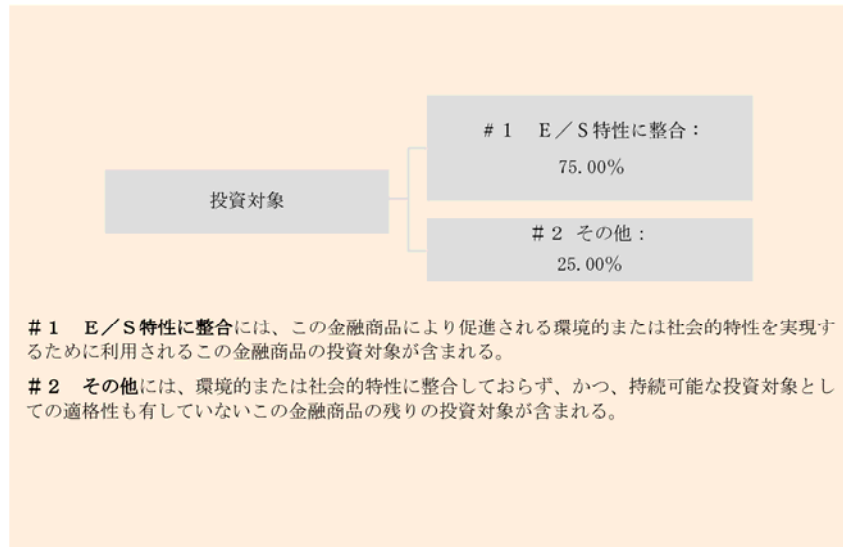 ＃１　Ｅ／Ｓ特性に整合：
75.00%
投資対象
＃２ その他：
25.00%
＃１　Ｅ／Ｓ特性に整合には、この金融商品により促進される環境的または社会的特性を実現す
るために利用されるこの金融商品の投資対象が含まれる。
＃２　その他には、環境的または社会的特性に整合しておらず、かつ、持続可能な投資対象とし
ての適格性も有していないこの金融商品の残りの投資対象が含まれる。